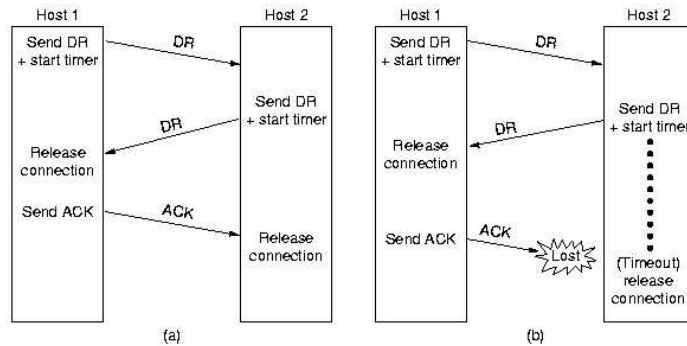 Host 1
Host 2
Send DR
+ start timer
DR
Send DR
+ start timer
DR
Release
connection
Send ACK
ACK
Release
connection
(a)
Host 1
Host 2
Send DR
+ start timer
DR
Send DR
+ start timer
DR
Release
connection
Send ACK
ACK
Lost
(Timeout)
release
connection
(b)